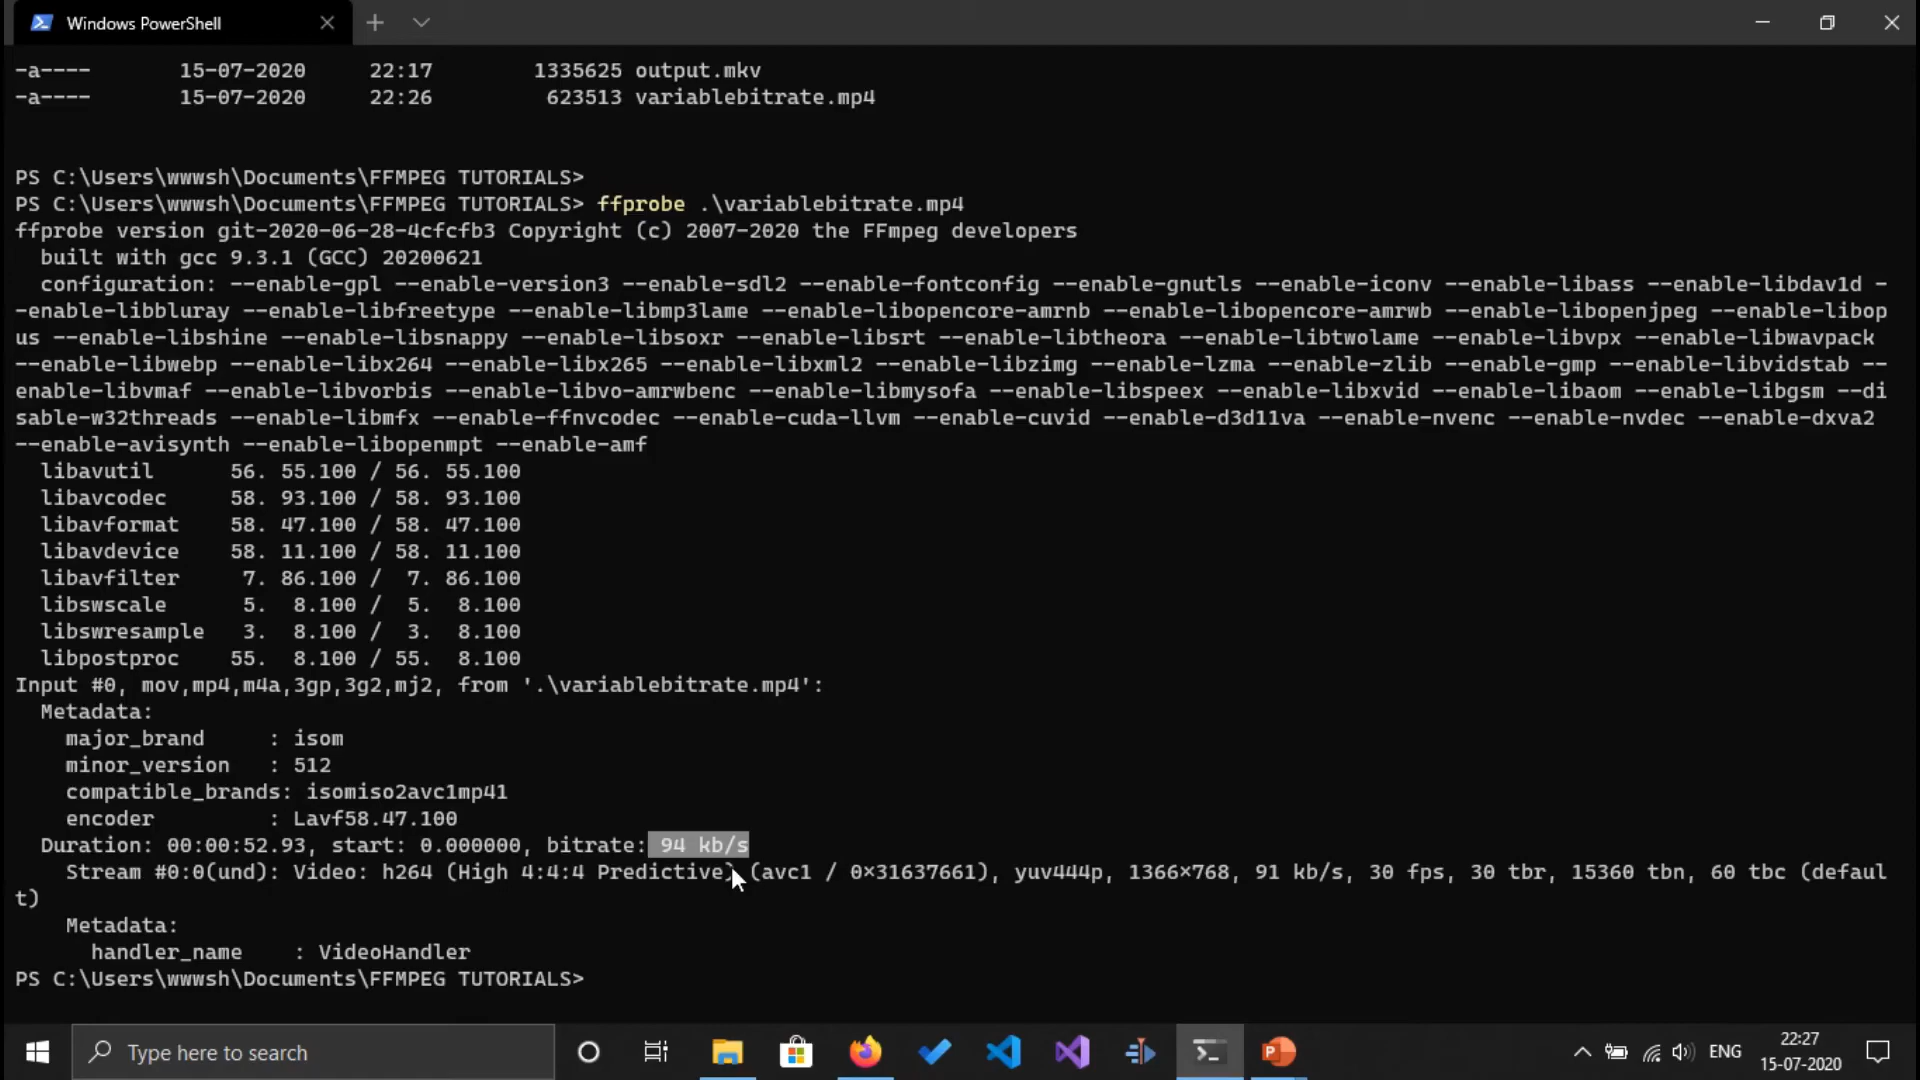 Windows PowerShell
-a---- 15-07-2020 22:17 1335625 output.mkv
-a---- 15-07-2020 22:26 623513 variablebitrate.mp4
PS C:\Users\wwwsh\Documents\FFMPEG TUTORIALS>
PS C:\Users\wwwsh\Documents\FFMPEG TUTORIALS> ffprobe .\variablebitrate.mp4
ffprobe version git-2020-06-28-4cfcfb3 Copyright (c) 2007-2020 the FFmpeg developers
built with gcc 9.3.1 (GCC) 20200621
configuration: --enable-gpl --enable-version3 --enable-sdl2 --enable-fontconfig --enable-gnutls --enable-iconv --enable-libass --enable-libdav1d -
-enable-libbluray --enable-libfreetype --enable-libmp3lame --enable-libopencore-amrnb --enable-libopencore-amrwb --enable-libopenjpeg --enable-libop
us --enable-libshine --enable-libsnappy --enable-libsoxr --enable-libsrt --enable-libtheora --enable-libtwolame --enable-libvpx --enable-libwavpack
--enable-libwebp --enable-libx264 --enable-libx265 --enable-libxml2 --enable-libzimg --enable-lzma --enable-zlib --enable-gmp --enable-libvidstab --
enable-libvmaf --enable-libvorbis --enable-libvo-amrwbenc --enable-libmysofa --enable-libspeex --enable-libxvid --enable-libaom --enable-libgsm --di
sable-w32threads --enable-libmfx --enable-ffnvcodec --enable-cuda-llvm --enable-cuvid --enable-d3d11va --enable-nvenc --enable-nvdec --enable-dxva2
--enable-avisynth --enable-libopenmpt --enable-amf
libavutil 56. 55.100 / 56. 55.100
libavcodec 58. 93.100 / 58. 93.100
libavformat 58. 47.100 / 58. 47.100
libavdevice 58. 11.100 / 58. 11.100
libavfilter 7. 86.100 / 7. 86.100
libswscale 5. 8.100 / 5. 8.100
libswresample 3. 8.100 / 3. 8.100
libpostproc 55. 8.100 / 55. 8.100
Input #0, mov,mp4,m4a,3gp,3g2,mj2, from '.\variablebitrate.mp4':
Metadata:
major_brand : isom
minor_version : 512
compatible_brands: isomiso2avc1mp41
encoder : Lavf58.47.100
Duration: 00:00:52.93, start: 0.000000, bitrate: 94 kb/s
Stream #0:0(und): Video: h264 (High 4:4:4 Predictive) (avc1 / 0x31637661), yuv444p, 1366x768, 91 kb/s, 30 fps, 30 tbr, 15360 tbn, 60 tbc (defaul
t)
Metadata:
handler_name : VideoHandler
PS C:\Users\wwwsh\Documents\FFMPEG TUTORIALS>
Type here to search
ENG
22:27
15-07-2020